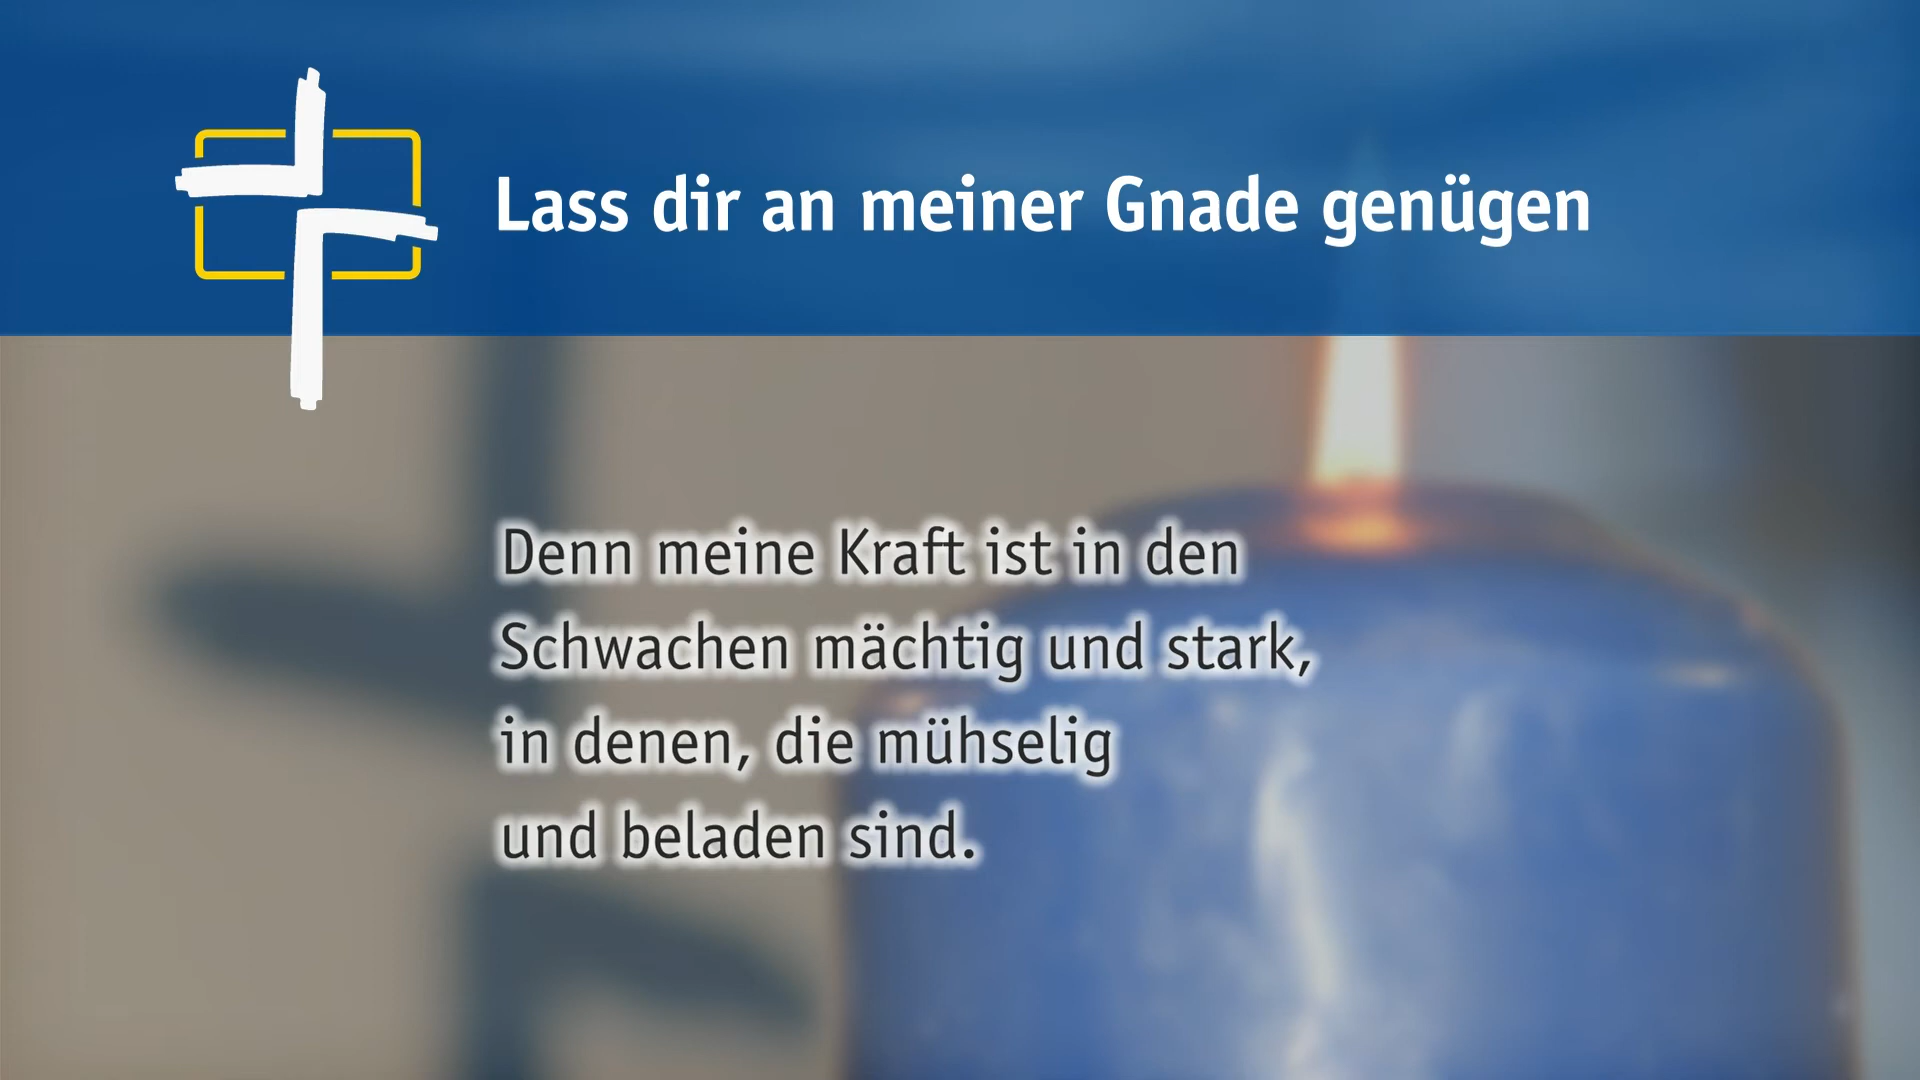 Lass dir an meiner Gnade genügen
Denn meine Kraft ist in den
Schwachen mächtig und stark,
in denen, die mühselig
und beladen sind.